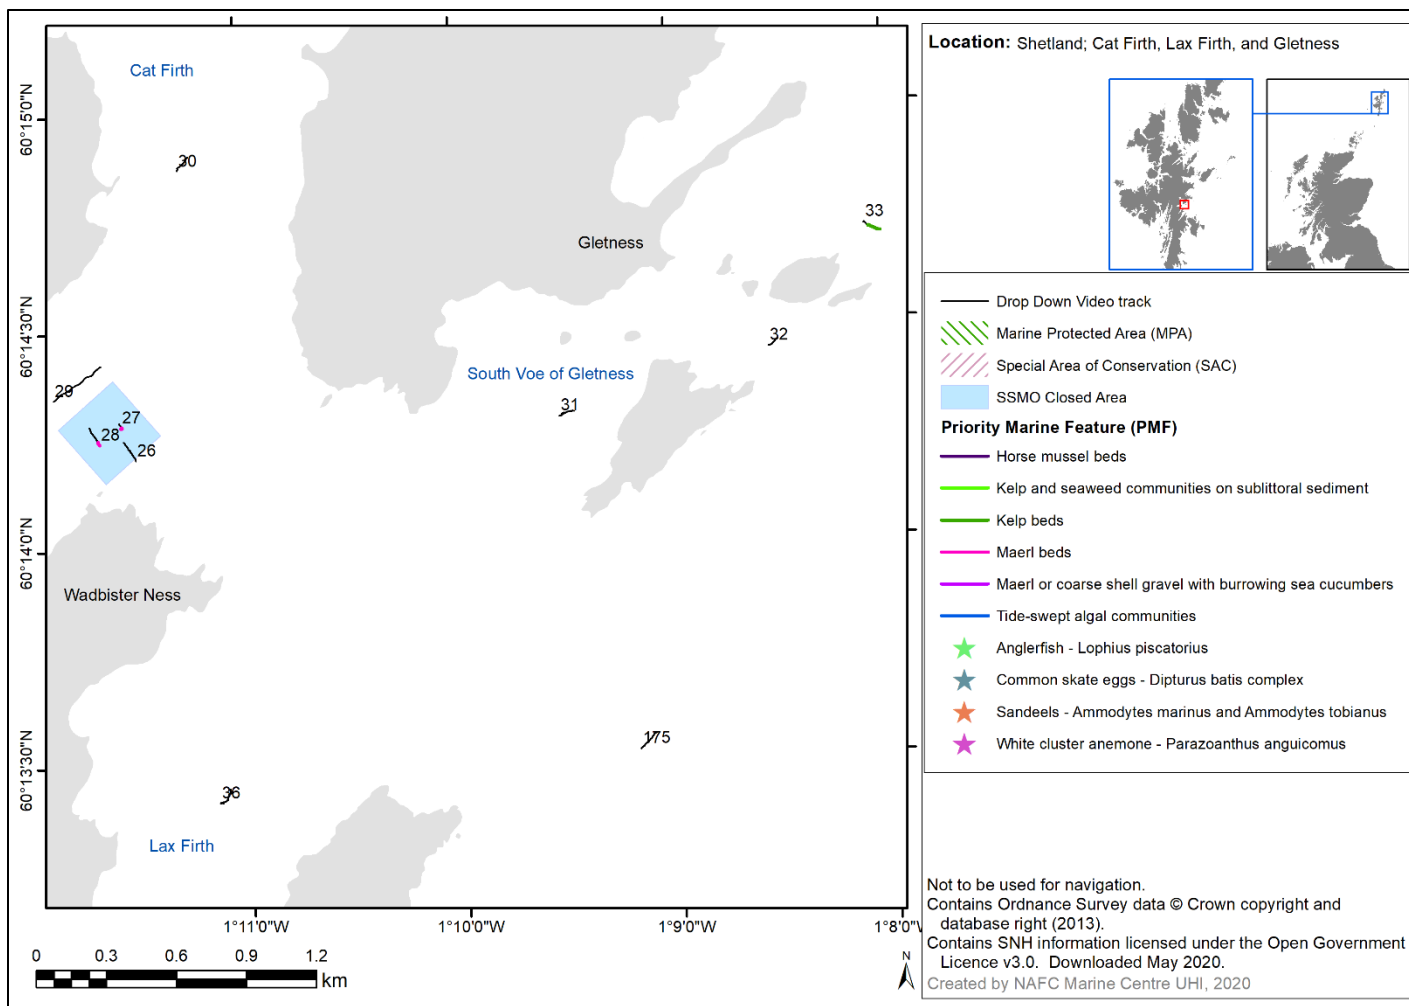 Cat Firth
30
33
Gletness
32
South Voe of Gletness
31
29
27
28
26
Wadbister Ness
175
36
Lax Firth
60°15'0"N
60°14'30"N
60°14'0"N
60°13'30"N
1°11'0"W
1°10'0"W
1°9'0"W
1°8'0"W
0 0.3 0.6 0.9 1.2
km
N
Location: Shetland; Cat Firth, Lax Firth, and Gletness
Drop Down Video track
Marine Protected Area (MPA)
Special Area of Conservation (SAC)
SSMO Closed Area
Priority Marine Feature (PMF)
Horse mussel beds
Kelp and seaweed communities on sublittoral sediment
Kelp beds
Maerl beds
Maerl or coarse shell gravel with burrowing sea cucumbers
Tide-swept algal communities
Anglerfish - Lophius piscatorius
Common skate eggs - Dipturus batis complex
Sandeels - Ammodytes marinus and Ammodytes tobianus
White cluster anemone - Parazoanthus anguicomus
Not to be used for navigation.
Contains Ordnance Survey data © Crown copyright and
database right (2013).
Contains SNH information licensed under the Open Government
Licence v3.0. Downloaded May 2020.
Created by NAFC Marine Centre UHI, 2020